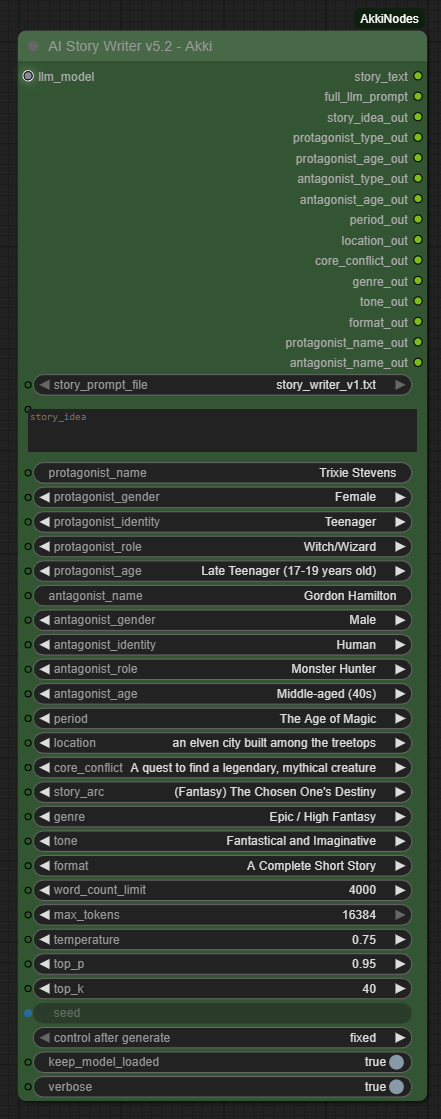 AkkiNodes
AI Story Writer v5.2 - Akki
llm_model story_text
full_llm_prompt
story_idea_out
protagonist_type_out
protagonist_age_out
antagonist_type_out
antagonist_age_out
period_out
location_out
core_conflict_out
genre_out
tone_out
format_out
protagonist_name_out
antagonist_name_out
story_prompt_file story_writer_v1.txt
story_idea
protagonist_name Trixie Stevens
protagonist_gender Female
protagonist_identity Teenager
protagonist_role Witch/Wizard
protagonist_age Late Teenager (17-19 years old)
antagonist_name Gordon Hamilton
antagonist_gender Male
antagonist_identity Human
antagonist_role Monster Hunter
antagonist_age Middle-aged (40s)
period The Age of Magic
location an elven city built among the treetops
core_conflict A quest to find a legendary, mythical creature
story_arc (Fantasy) The Chosen One's Destiny
genre Epic / High Fantasy
tone Fantastical and Imaginative
format A Complete Short Story
word_count_limit 4000
max_tokens 16384
temperature 0.75
top_p 0.95
top_k 40
seed
control after generate fixed
keep_model_loaded true
verbose true